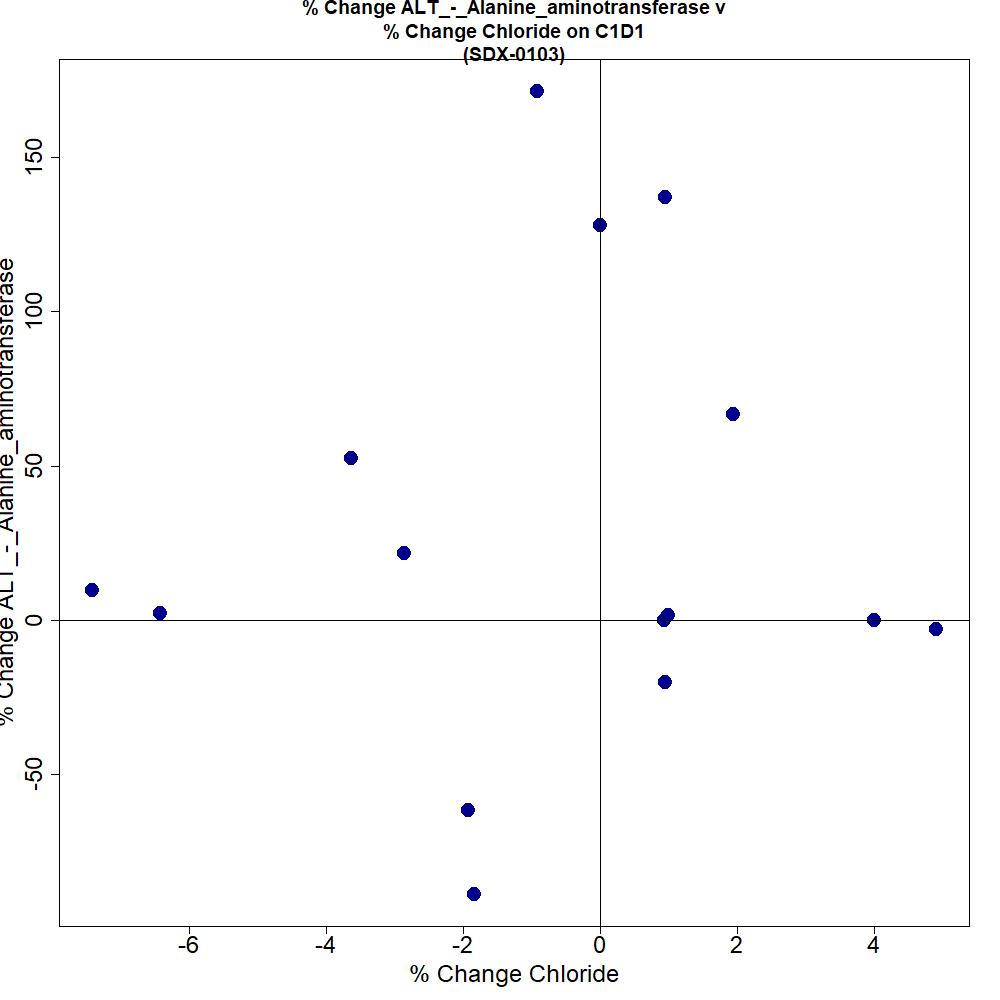 % Change ALT_-_Alanine_aminotransferase v
% Change Chloride on C1D1
(SDX-0103)
% Change ALT_-_Alanine_aminotransferase
150
100
50
0
-50
-6 -4 -2 0 2 4
% Change Chloride